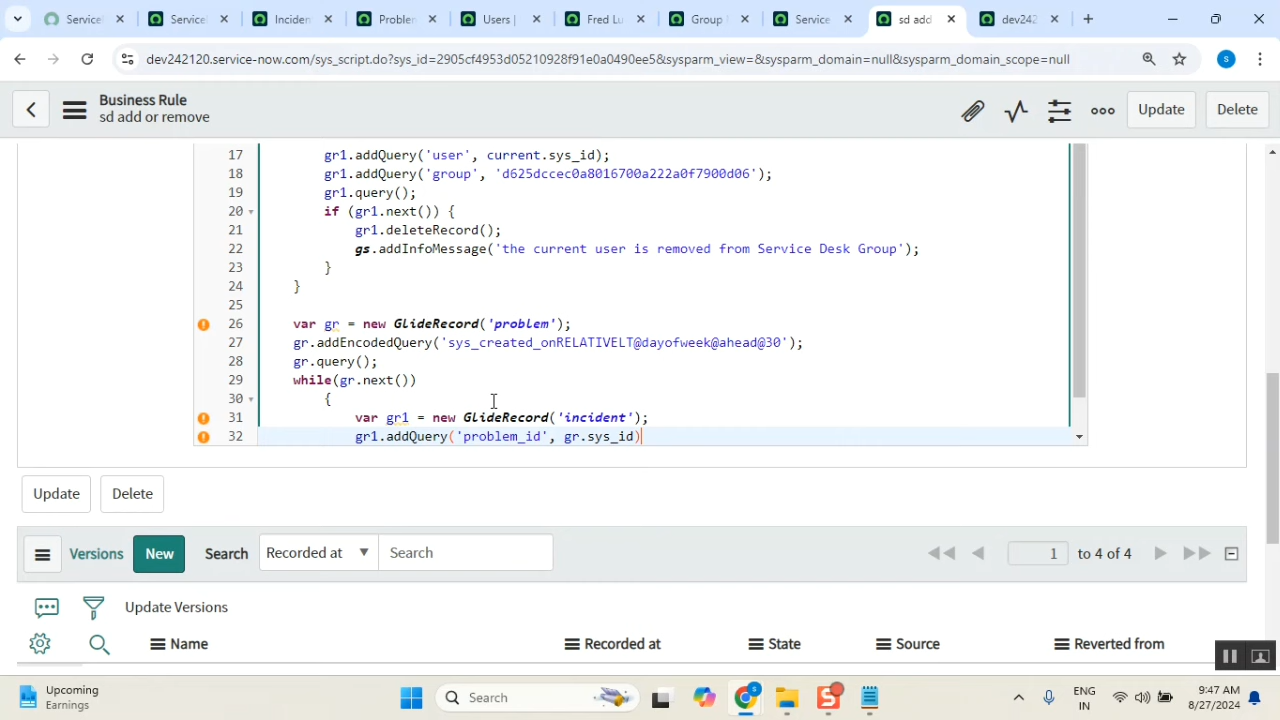 Service
Service
Inciden
Problen
Users |
Fred Lu
Group
Service
sd add
dev242
dev242120.service-now.com/sys_script.do?sys_id=2905cf4953d05210928f91e0a0490ee5&sysparm_view=&sysparm_domain=null&sysparm_domain_scope=null
S
Business Rule
sd add or remove
Update
Delete
17 gr1.addQuery('user', current.sys_id);
18 gr1.addQuery('group', 'd625dccec0a8016700a222a0f7900d06');
19 gr1.query();
20 if (gr1.next()) {
21 gr1.deleteRecord();
22 gs.addInfoMessage('the current user is removed from Service Desk Group');
23 }
24 }
25
26 var gr = new GlideRecord('problem');
27 gr.addEncodedQuery('sys_created_onRELATIVELT@dayofweek@ahead@30');
28 gr.query();
29 while(gr.next())
30 {
31 var gr1 = new GlideRecord('incident');
32 gr1.addQuery('problem_id', gr.sys_id)
Update
Delete
Versions
New
Search
Recorded at
Search
1 to 4 of 4
Update Versions
Name
Recorded at
State
Source
Reverted from
Upcoming
Earnings
Search
ENG
IN
9:47 AM
8/27/2024